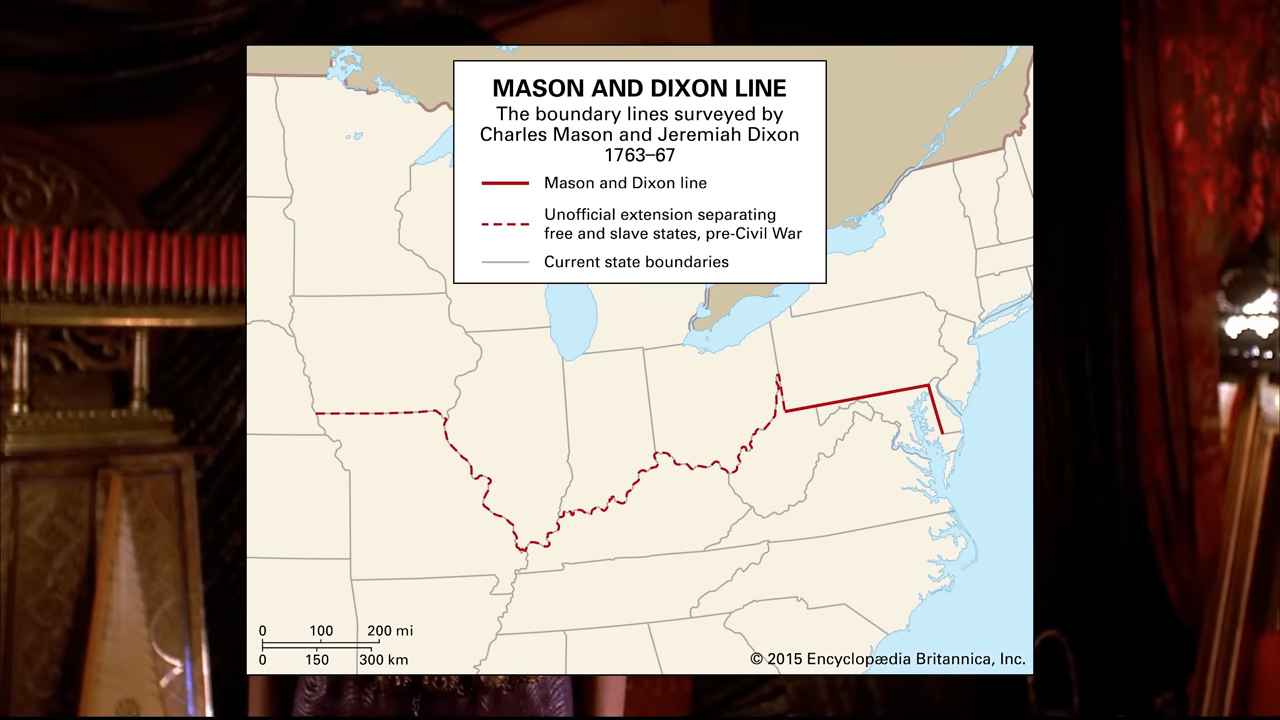 MASON AND DIXON LINE
The boundary lines surveyed by
Charles Mason and Jeremiah Dixon
1763–67
Mason and Dixon line
Unofficial extension separating
free and slave states, pre-Civil War
Current state boundaries
0 100 200 mi
0 150 300 km
© 2015 Encyclopædia Britannica, Inc.